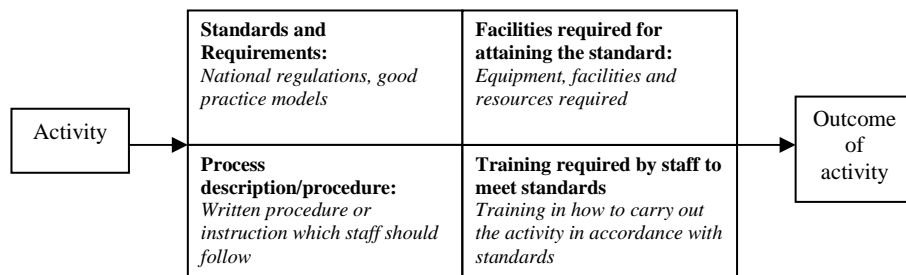 Activity
Standards and
Requirements:
National regulations, good
practice models
Facilities required for
attaining the standard:
Equipment, facilities and
resources required
Process
description/procedure:
Written procedure or
instruction which staff should
follow
Training required by staff to
meet standards
Training in how to carry out
the activity in accordance with
standards
Outcome
of
activity